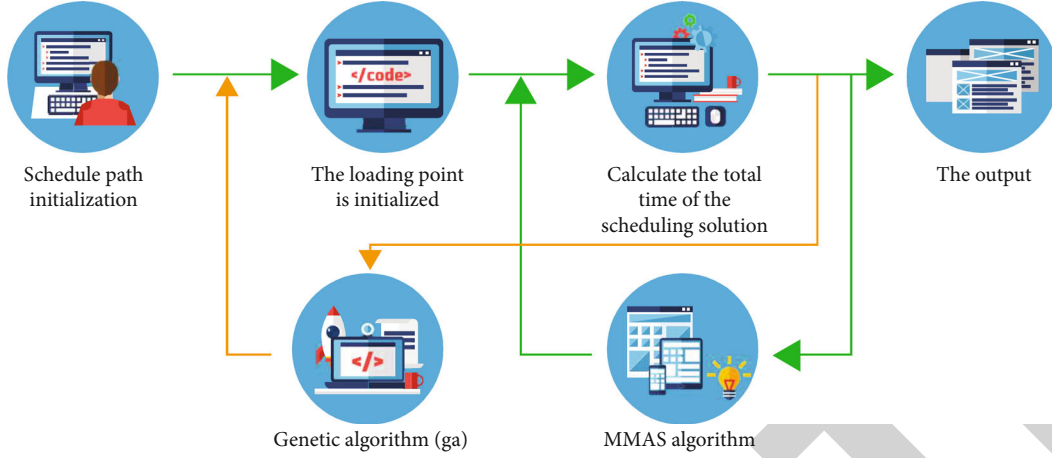 </code>
Schedule path
initialization
The loading point
is initialized
Calculate the total
time of the
scheduling solution
The output
</>
Genetic algorithm (ga)
MMAS algorithm